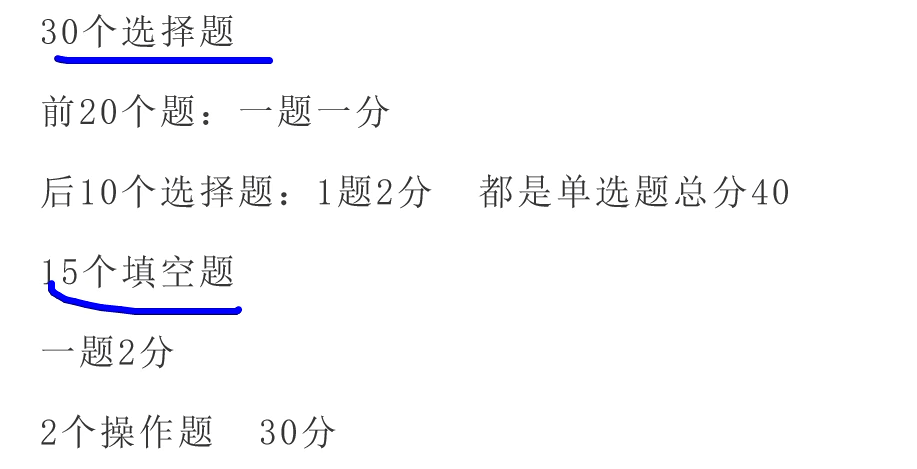 30个选择题
前20个题：一题一分
后10个选择题：1题2分 都是单选题总分40
15个填空题
一题2分
2个操作题 30分